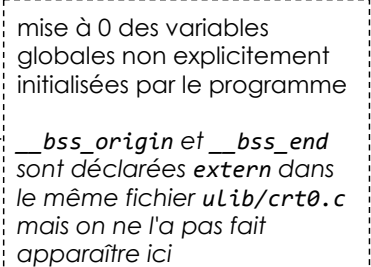 mise à 0 des variables
globales non explicitement
initialisées par le programme
__bss_origin et __bss_end
sont déclarées extern dans
le même fichier ulib/crt0.c
mais on ne l'a pas fait
apparaître ici